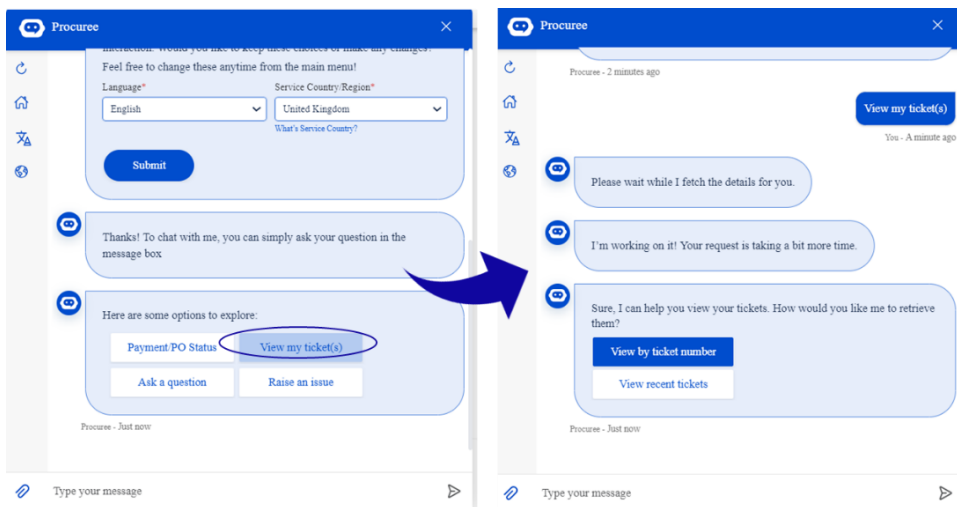 Procuree
interaction. Would you like to keep these choices or make any changes?
Feel free to change these anytime from the main menu!
Language*
Service Country/Region*
English
United Kingdom
What's Service Country?
Submit
Thanks! To chat with me, you can simply ask your question in the
message box
Here are some options to explore:
Payment/PO Status
View my ticket(s)
Ask a question
Raise an issue
Procuree - Just now
Type your message
Procuree
Procuree - 2 minutes ago
View my ticket(s)
You - A minute ago
Please wait while I fetch the details for you.
I'm working on it! Your request is taking a bit more time.
Sure, I can help you view your tickets. How would you like me to retrieve
them?
View by ticket number
View recent tickets
Procuree - Just now
Type your message